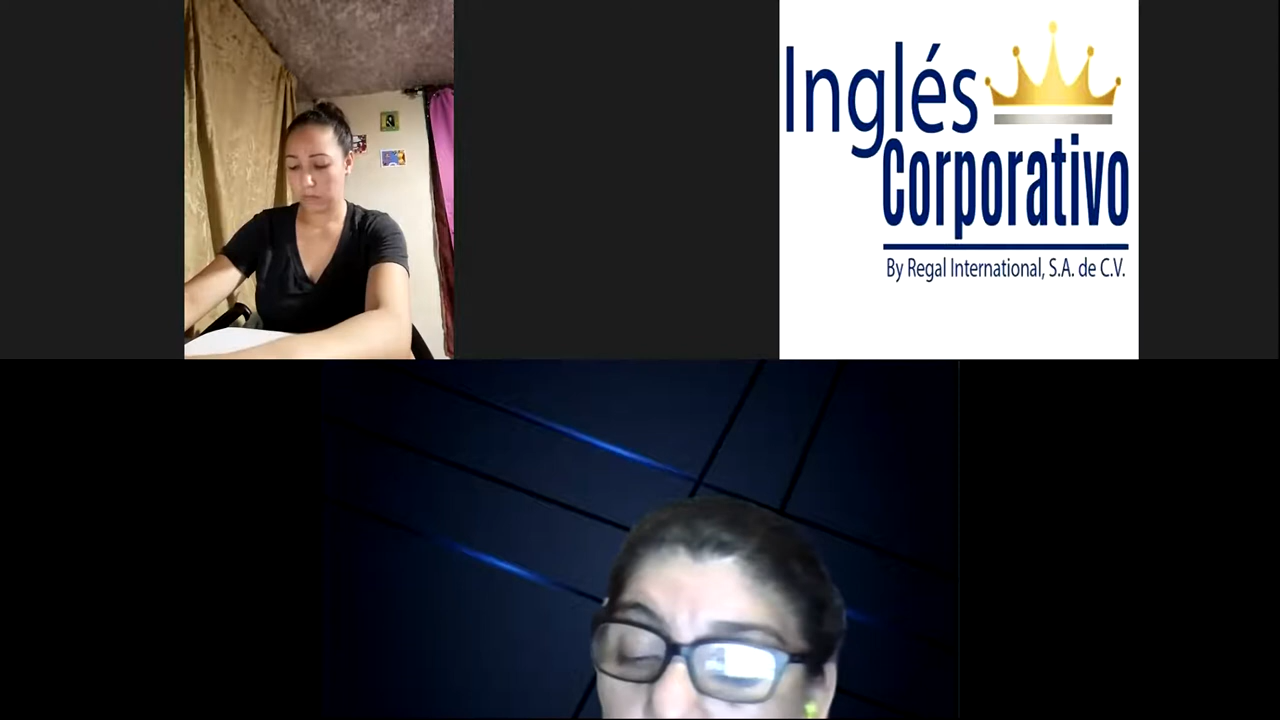 Inglés
Corporativo
By Regal International, S.A. de C.V.